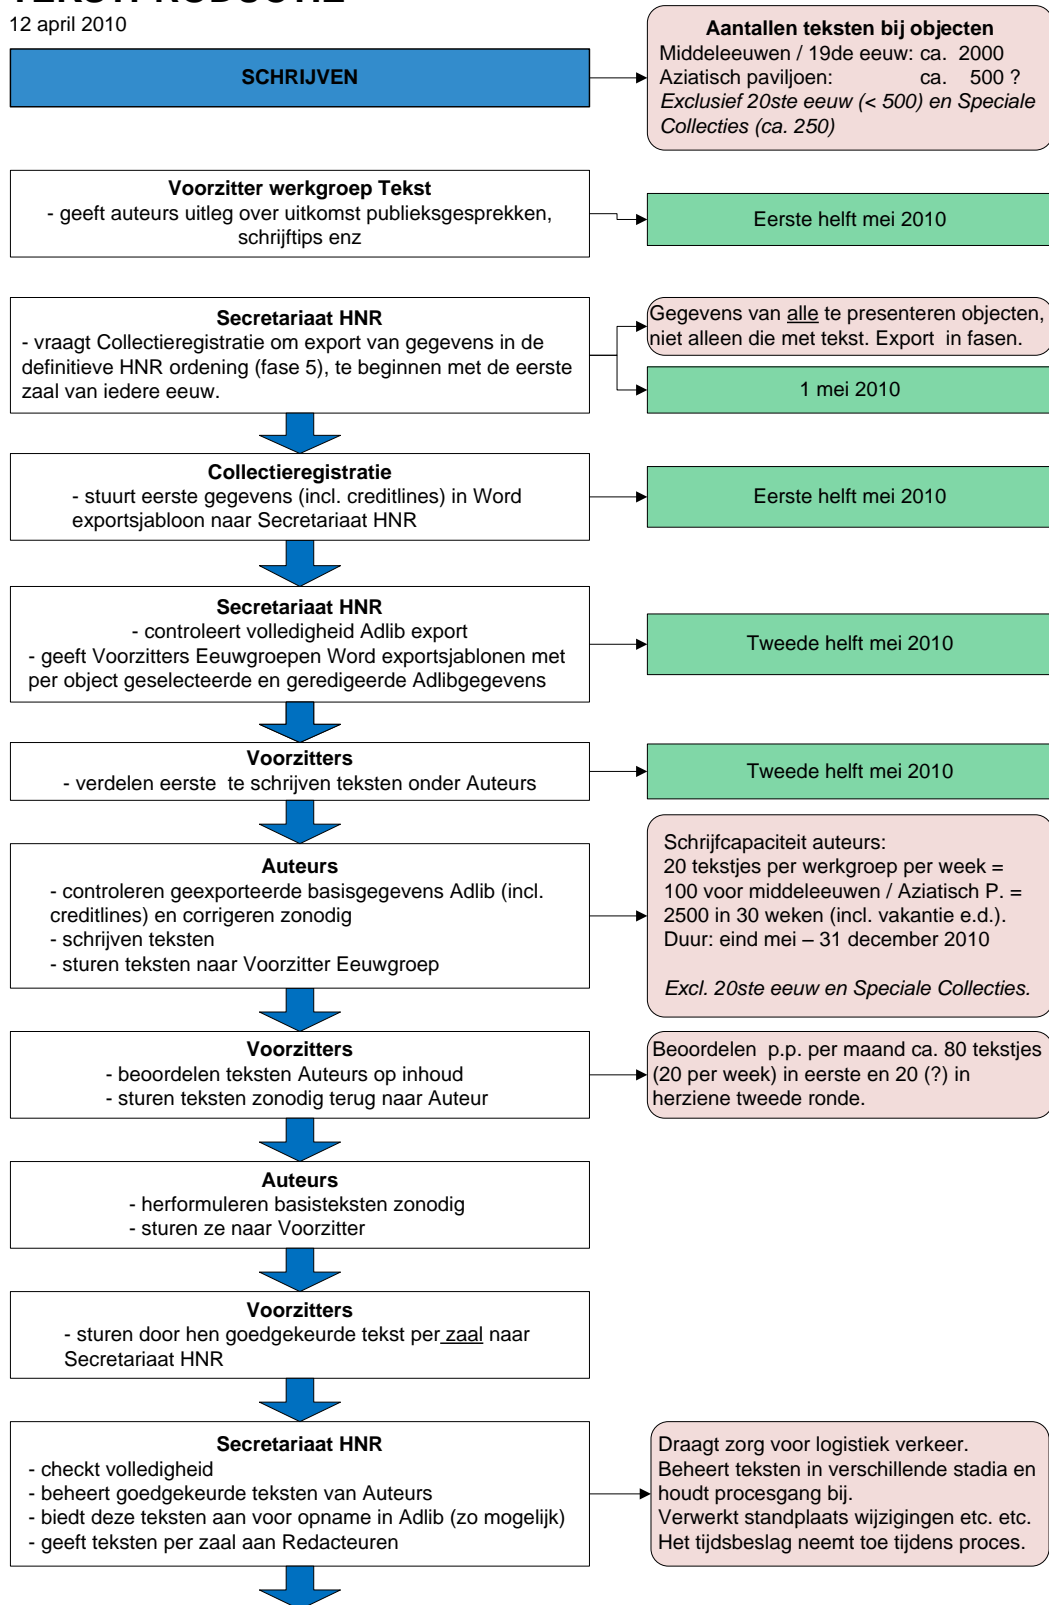 TEKSTPRODUCTIE
12 april 2010
SCHRIJVEN
Aantallen teksten bij objecten
Middeleeuwen / 19de eeuw: ca. 2000
Aziatisch paviljoen: ca. 500 ?
Exclusief 20ste eeuw (< 500) en Speciale
Collecties (ca. 250)
Voorzitter werkgroep Tekst
- geeft auteurs uitleg over uitkomst publieksgesprekken,
schrijftips enz
Eerste helft mei 2010
Secretariaat HNR
- vraagt Collectieregistratie om export van gegevens in de
definitieve HNR ordening (fase 5), te beginnen met de eerste
zaal van iedere eeuw.
Gegevens van alle te presenteren objecten,
niet alleen die met tekst. Export in fasen.
1 mei 2010
Collectieregistratie
- stuurt eerste gegevens (incl. creditlines) in Word
exportsjabloon naar Secretariaat HNR
Eerste helft mei 2010
Secretariaat HNR
- controleert volledigheid Adlib export
- geeft Voorzitters Eeuwgroepen Word exportsjablonen met
per object geselecteerde en geredigeerde Adlibgegevens
Tweede helft mei 2010
Voorzitters
- verdelen eerste te schrijven teksten onder Auteurs
Tweede helft mei 2010
Auteurs
- controleren geexporteerde basisgegevens Adlib (incl.
creditlines) en corrigeren zonodig
- schrijven teksten
- sturen teksten naar Voorzitter Eeuwgroep
Schrijfcapaciteit auteurs:
20 tekstjes per werkgroep per week =
100 voor middeleeuwen / Aziatisch P. =
2500 in 30 weken (incl. vakantie e.d.).
Duur: eind mei – 31 december 2010
Excl. 20ste eeuw en Speciale Collecties.
Voorzitters
- beoordelen teksten Auteurs op inhoud
- sturen teksten zonodig terug naar Auteur
Beoordelen p.p. per maand ca. 80 tekstjes
(20 per week) in eerste en 20 (?) in
herziene tweede ronde.
Auteurs
- herformuleren basisteksten zonodig
- sturen ze naar Voorzitter
Voorzitters
- sturen door hen goedgekeurde tekst per zaal naar
Secretariaat HNR
Secretariaat HNR
- checkt volledigheid
- beheert goedgekeurde teksten van Auteurs
- biedt deze teksten aan voor opname in Adlib (zo mogelijk)
- geeft teksten per zaal aan Redacteuren
Draagt zorg voor logistiek verkeer.
Beheert teksten in verschillende stadia en
houdt procesgang bij.
Verwerkt standplaats wijzigingen etc. etc.
Het tijdsbeslag neemt toe tijdens proces.